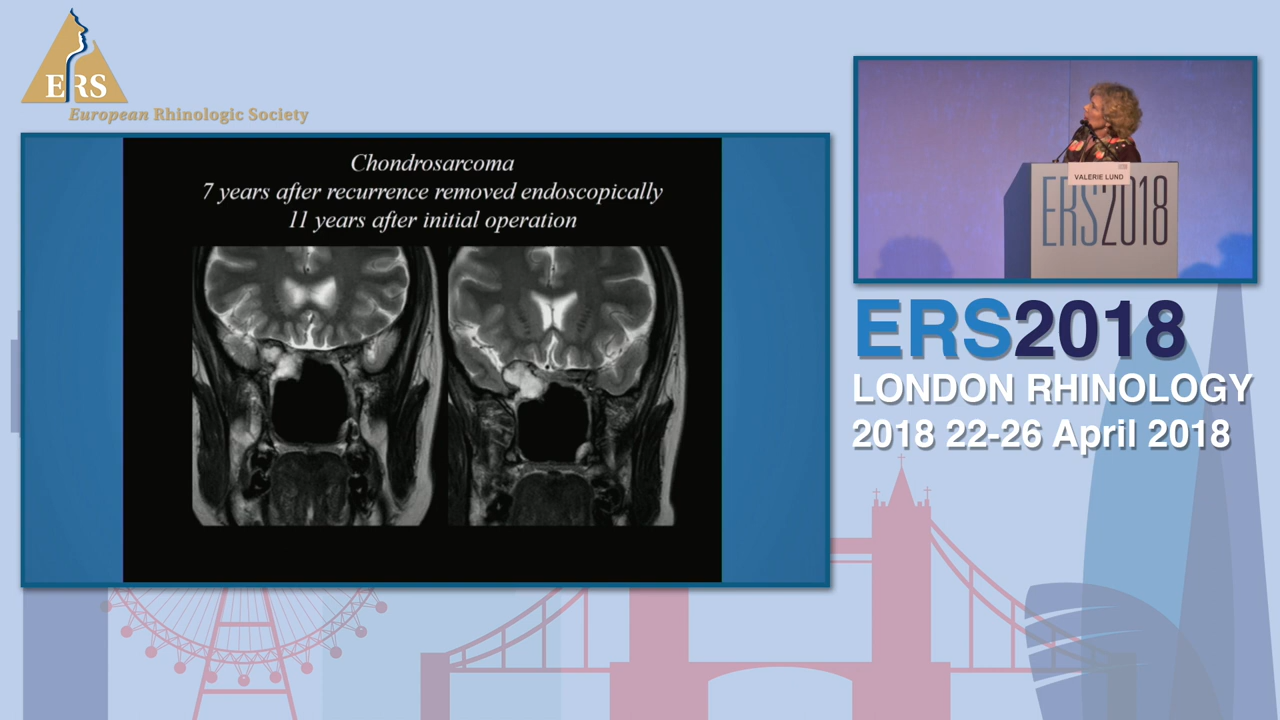 ERS
European Rhinologic Society
Chondrosarcoma
7 years after recurrence removed endoscopically
11 years after initial operation
VALERIE LUND
ERS2018
ERS2018
LONDON RHINOLOGY
2018 22-26 April 2018